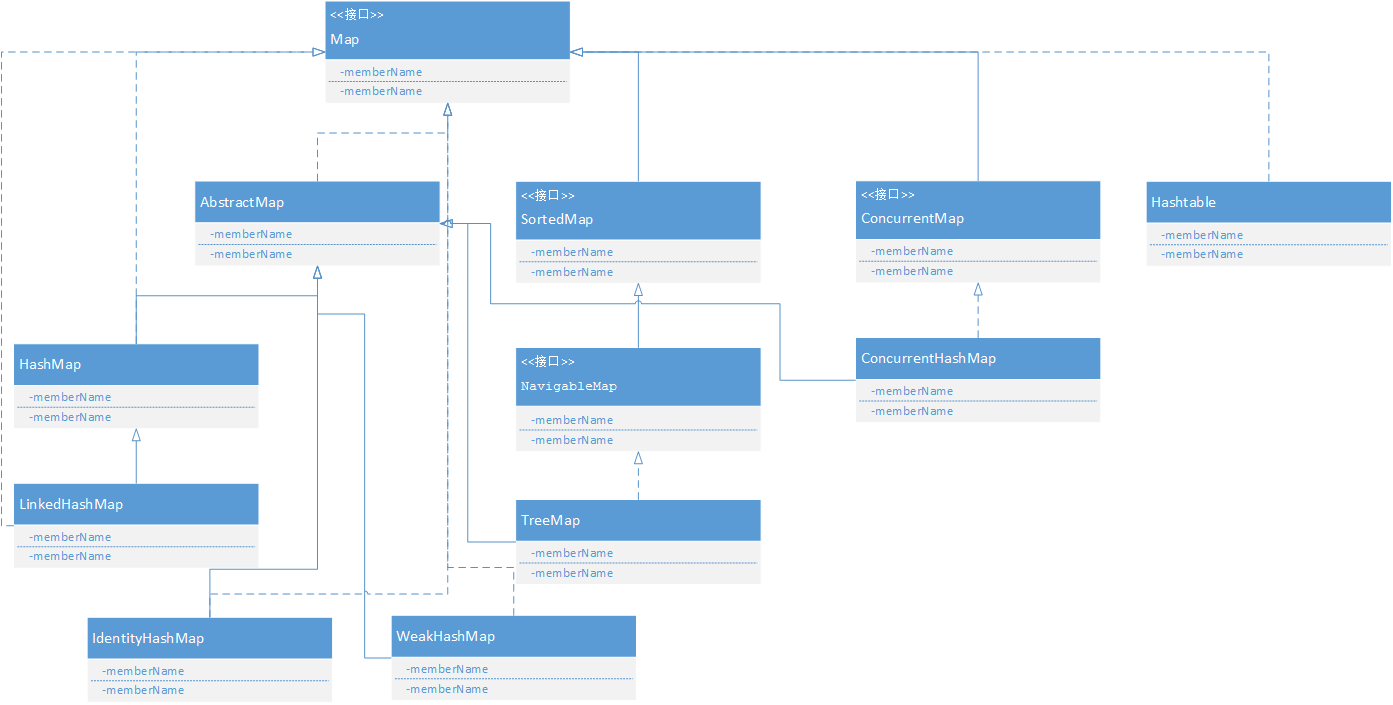 <<接口>>
Map
-memberName
-memberName
AbstractMap
-memberName
-memberName
<<接口>>
SortedMap
-memberName
-memberName
<<接口>>
ConcurrentMap
-memberName
-memberName
Hashtable
-memberName
-memberName
HashMap
-memberName
-memberName
<<接口>>
NavigableMap
-memberName
-memberName
ConcurrentHashMap
-memberName
-memberName
LinkedHashMap
-memberName
-memberName
TreeMap
-memberName
-memberName
IdentityHashMap
-memberName
-memberName
WeakHashMap
-memberName
-memberName